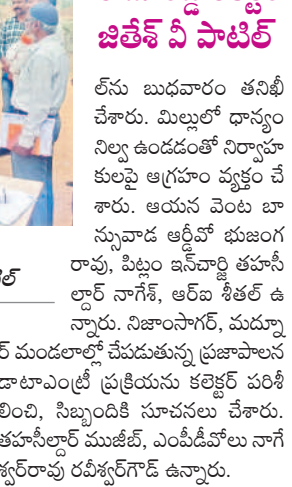 జితేశ్ వీ పాటిల్
ల్‌ను బుధవారం తనిఖీ
చేశారు. మిల్లులో ధాన్యం
నిల్వ ఉండడంతో నిర్వాహ
కులపై ఆగ్రహం వ్యక్తం చే
శారు. ఆయన వెంట బా
న్సువాడ ఆర్డీవో భుజంగ
రావు, పిట్లం ఇన్‌చార్జి తహసీ
ల్దార్ నాగేశ్, ఆర్ఐ శీతల్ ఉ
న్నారు. నిజాంసాగర్, మద్నూ
ర్ మండలాల్లో చేపడుతున్న ప్రజాపాలన
డాటాఎంట్రీ ప్రక్రియను కలెక్టర్ పరిశీ
లించి, సిబ్బందికి సూచనలు చేశారు.
తహసీల్దార్ ముజీబ్, ఎంపీడీవోలు నాగే
శ్వర్‌రావు రవీశ్వర్‌గౌడ్ ఉన్నారు.